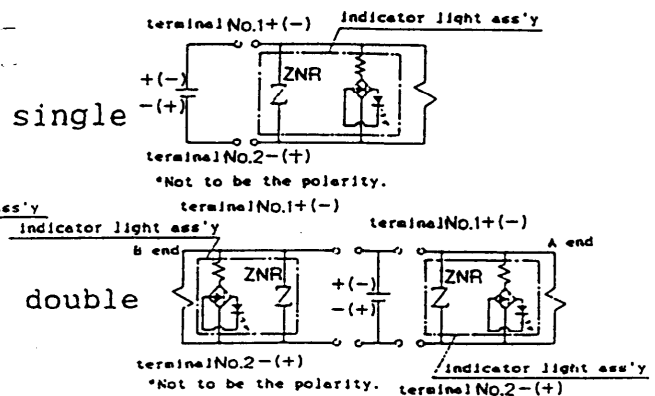 terminal No.1+(-)
indicator light ass'y
ZNR
+(-)
-(+)
single
terminal No.2-(+)
*Not to be the polarity.
ass'y
terminal No.1+(-)
indicator light ass'y
terminal No.1+(-)
B end
A end
ZNR
ZNR
+(-)
-(+)
double
terminal No.2-(+)
indicator light ass'y
*Not to be the polarity.
terminal No.2-(+)